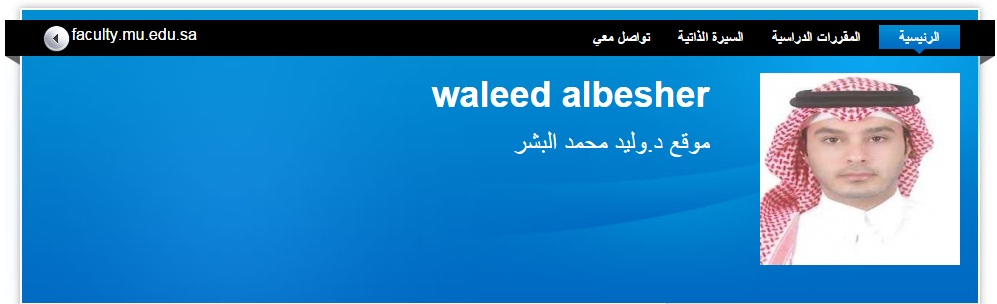 الرئيسية
المقررات الدراسية
السيرة الذاتية
تواصل معي
faculty.mu.edu.sa
waleed albesher
موقع د.وليد محمد البشر